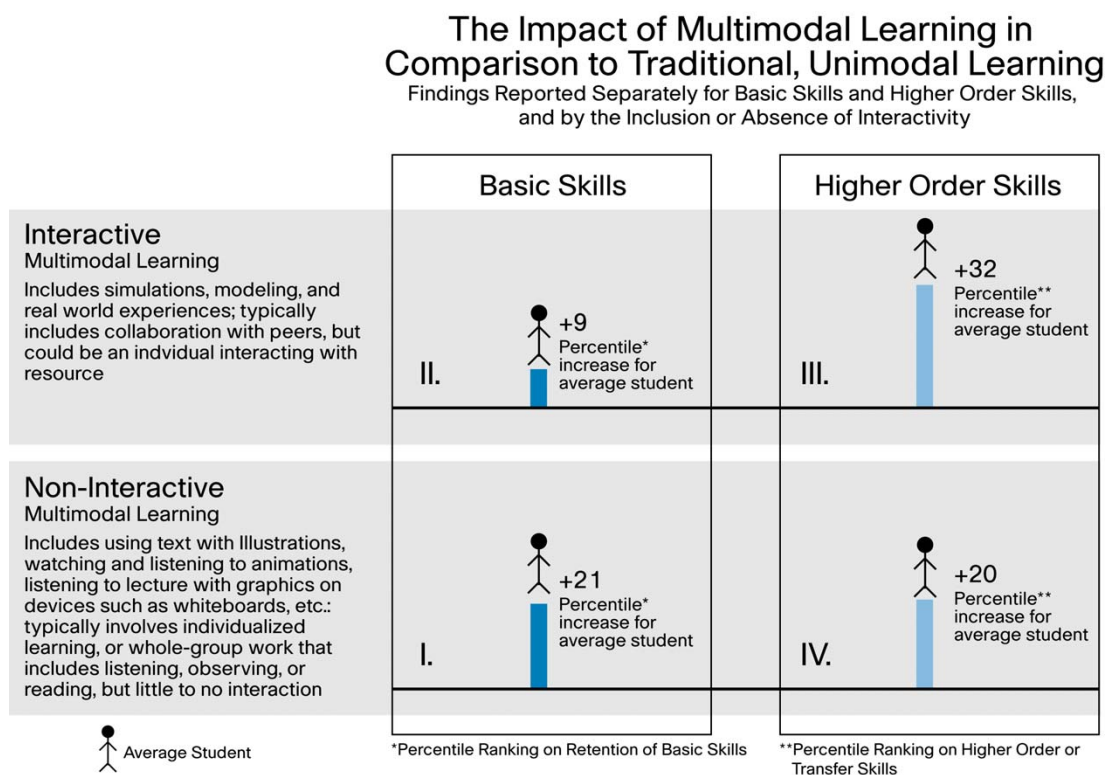 The Impact of Multimodal Learning in
Comparison to Traditional, Unimodal Learning
Findings Reported Separately for Basic Skills and Higher Order Skills,
and by the Inclusion or Absence of Interactivity
Basic Skills
Higher Order Skills
Interactive
Multimodal Learning
Includes simulations, modeling, and
real world experiences; typically
includes collaboration with peers, but
could be an indvidual interacting with
resource
II.
+9
Percentile*
increase for
average student
III.
+32
Percentile**
increase for
average student
Non-Interactive
Multimodal Learning
Includes using text with Illustrations,
watching and listening to animations,
listening to lecture with graphics on
devices such as whiteboards, etc.:
typically involves individualized
learning, or whole-group work that
includes listening, observing, or
reading, but little to no interaction
I.
+21
Percentile*
increase for
average student
IV.
+20
Percentile**
increase for
average student
Average Student
*Percentile Ranking on Retention of Basic Skills
**Percentile Ranking on Higher Order or
Transfer Skills